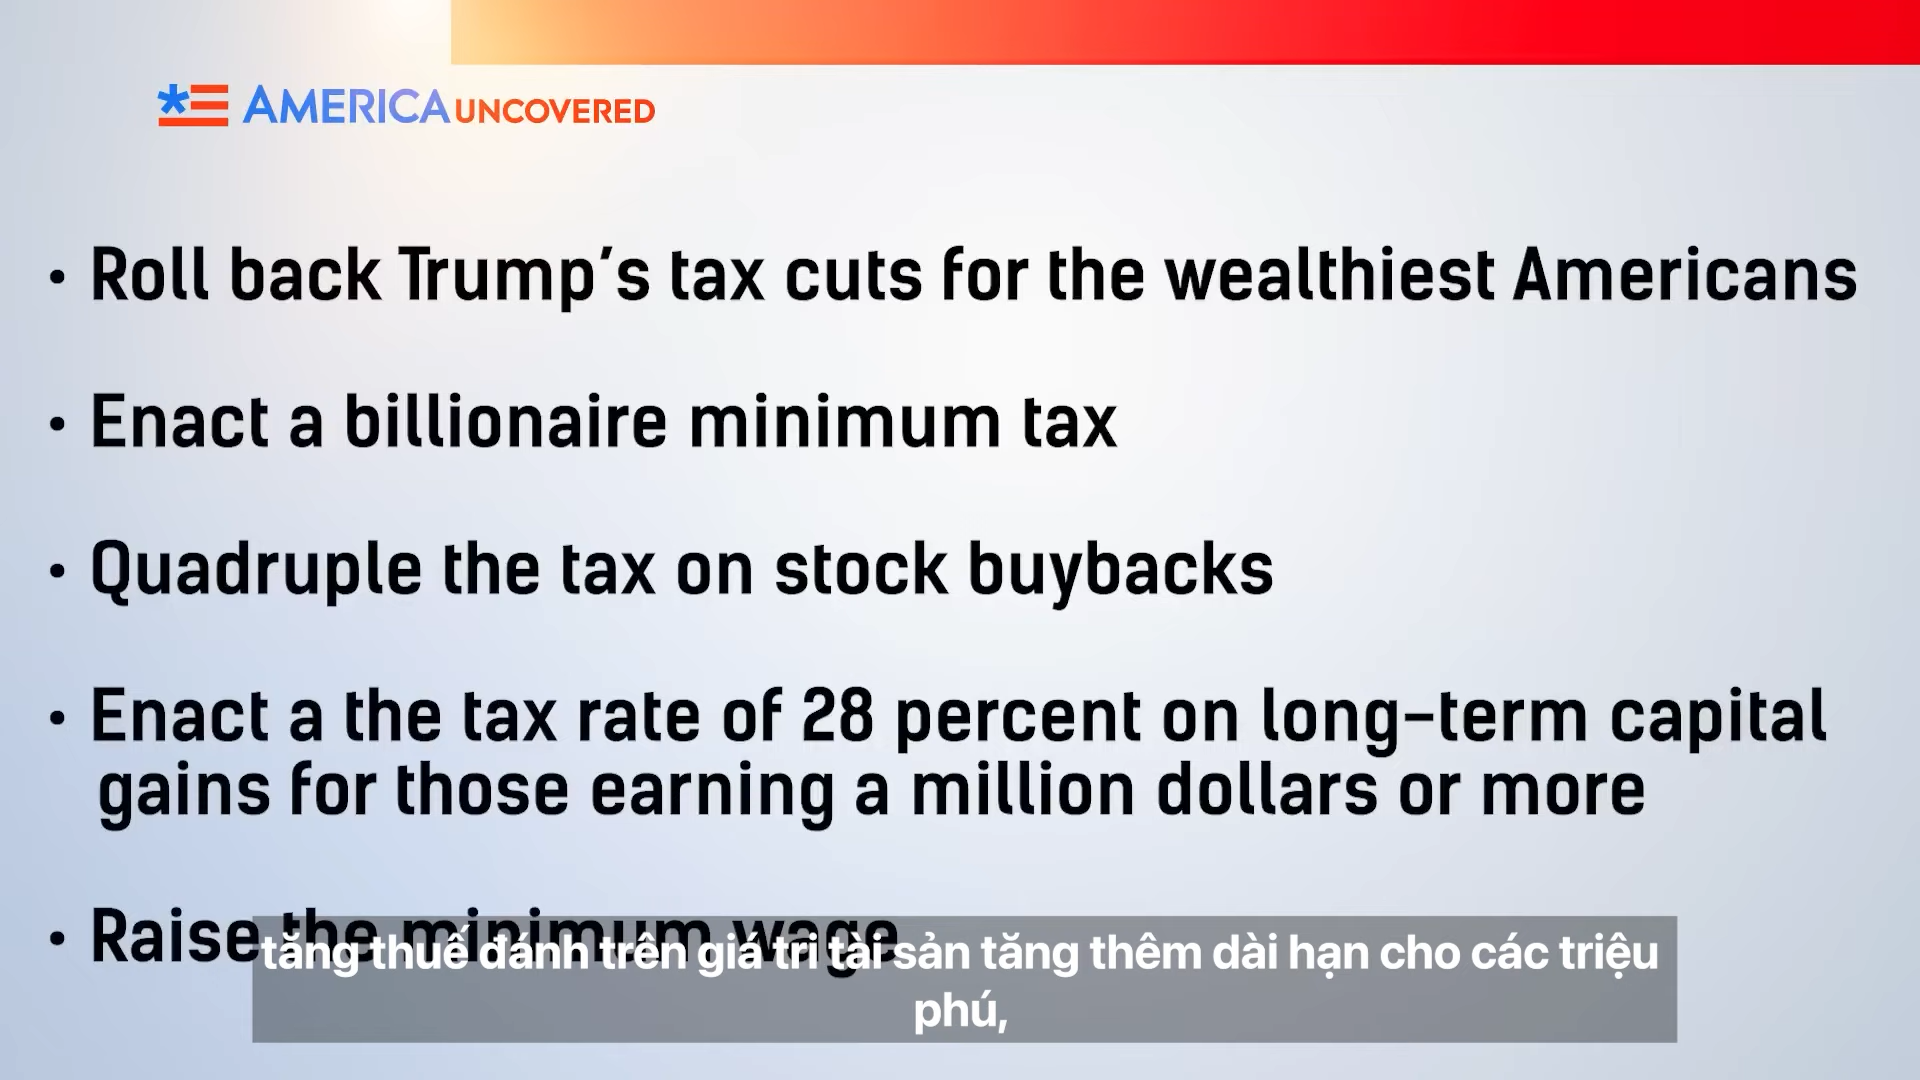 AMERICA UNCOVERED
• Roll back Trump’s tax cuts for the wealthiest Americans
• Enact a billionaire minimum tax
• Quadruple the tax on stock buybacks
• Enact a the tax rate of 28 percent on long-term capital
gains for those earning a million dollars or more
• Raise the minimum wage
tăng thuế đánh trên giá trị tài sản tăng thêm dài hạn cho các triệu
phú,